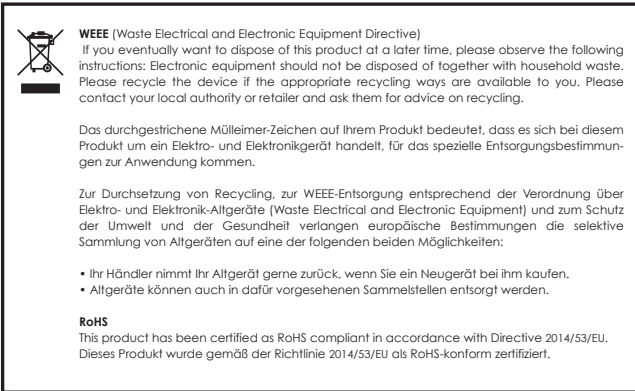 WEEE (Waste Electrical and Electronic Equipment Directive)
If you eventually want to dispose of this product at a later time, please observe the following
instructions: Electronic equipment should not be disposed of together with household waste.
Please recycle the device if the appropriate recycling ways are available to you. Please
contact your local authority or retailer and ask them for advice on recycling.
Das durchgestrichene Mülleimer-Zeichen auf Ihrem Produkt bedeutet, dass es sich bei diesem
Produkt um ein Elektro- und Elektronikgerät handelt, für das spezielle Entsorgungsbestimmun-
gen zur Anwendung kommen.
Zur Durchsetzung von Recycling, zur WEEE-Entsorgung entsprechend der Verordnung über
Elektro- und Elektronik-Altgeräte (Waste Electrical and Electronic Equipment) und zum Schutz
der Umwelt und der Gesundheit verlangen europäische Bestimmungen die selektive
Sammlung von Altgeräten auf eine der folgenden beiden Möglichkeiten:
• Ihr Händler nimmt Ihr Altgerät gerne zurück, wenn Sie ein Neugerät bei ihm kaufen.
• Altgeräte können auch in dafür vorgesehenen Sammelstellen entsorgt werden.
RoHS
This product has been certified as RoHS compliant in accordance with Directive 2014/53/EU.
Dieses Produkt wurde gemäß der Richtlinie 2014/53/EU als RoHS-konform zertifiziert.